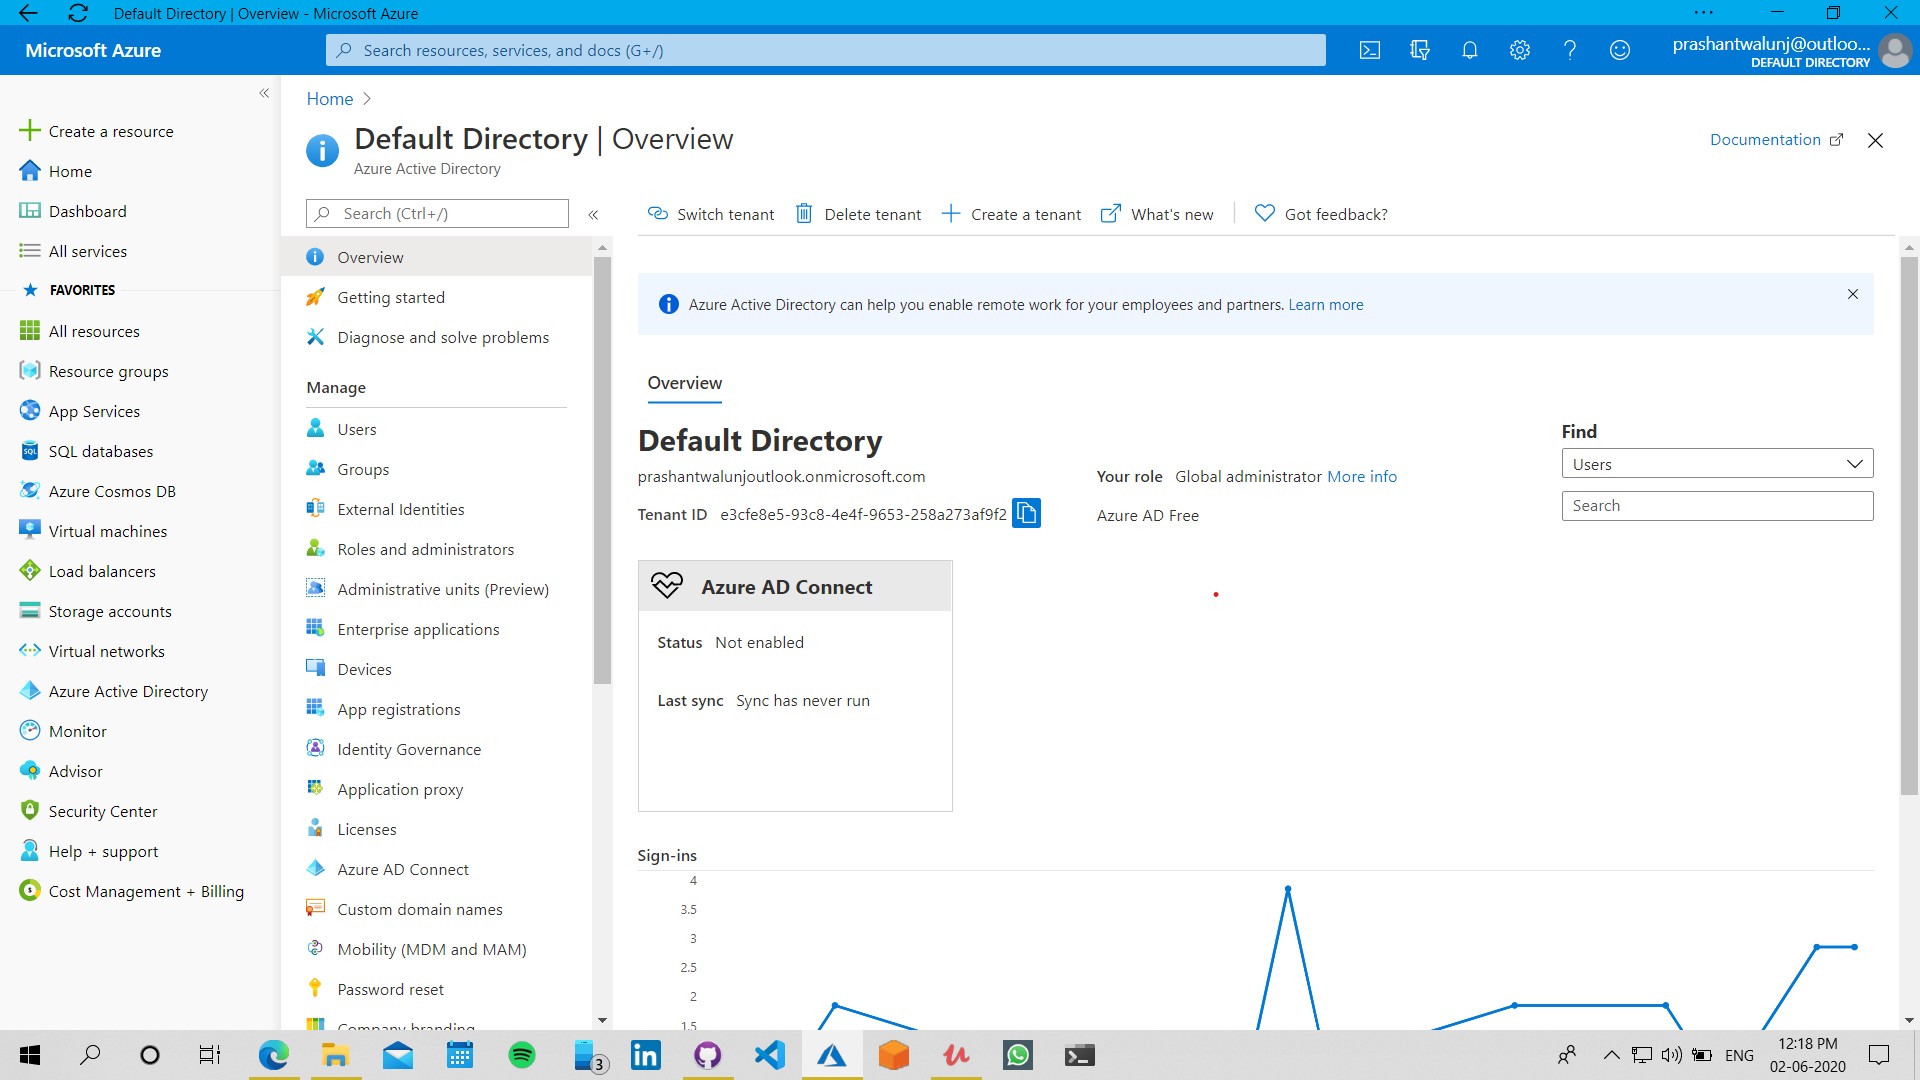 Default Directory | Overview - Microsoft Azure
Microsoft Azure
Search resources, services, and docs (G+/)
prashantwalunj@outloo...
DEFAULT DIRECTORY
Create a resource
Home
Dashboard
All services
FAVORITES
All resources
Resource groups
App Services
SQL databases
Azure Cosmos DB
Virtual machines
Load balancers
Storage accounts
Virtual networks
Azure Active Directory
Monitor
Advisor
Security Center
Help + support
Cost Management + Billing
Home >
Default Directory | Overview
Azure Active Directory
Documentation
Search (Ctrl+/)
Overview
Getting started
Diagnose and solve problems
Manage
Users
Groups
External Identities
Roles and administrators
Administrative units (Preview)
Enterprise applications
Devices
App registrations
Identity Governance
Application proxy
Licenses
Azure AD Connect
Custom domain names
Mobility (MDM and MAM)
Password reset
Company branding
Switch tenant
Delete tenant
Create a tenant
What's new
Got feedback?
Azure Active Directory can help you enable remote work for your employees and partners. Learn more
Overview
Default Directory
prashantwalunjoutlook.onmicrosoft.com
Tenant ID e3cfe8e5-93c8-4e4f-9653-258a273af9f2
Your role Global administrator More info
Azure AD Free
Find
Users
Search
Azure AD Connect
Status Not enabled
Last sync Sync has never run
Sign-ins
4
3.5
3
2.5
2
1.5
3
ENG
12:18 PM
02-06-2020